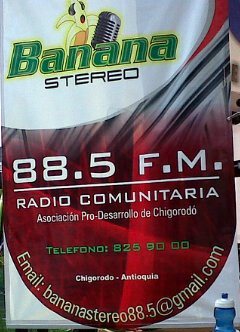 Banana
STEREO
88.5 F.M.
RADIO COMUNITARIA
Asociación Pro-Desarrollo de Chigorodó
TELEFONO: 825 90 00
Chigorodo - Antioquia
Email: bananastereo88.5@gmail.com